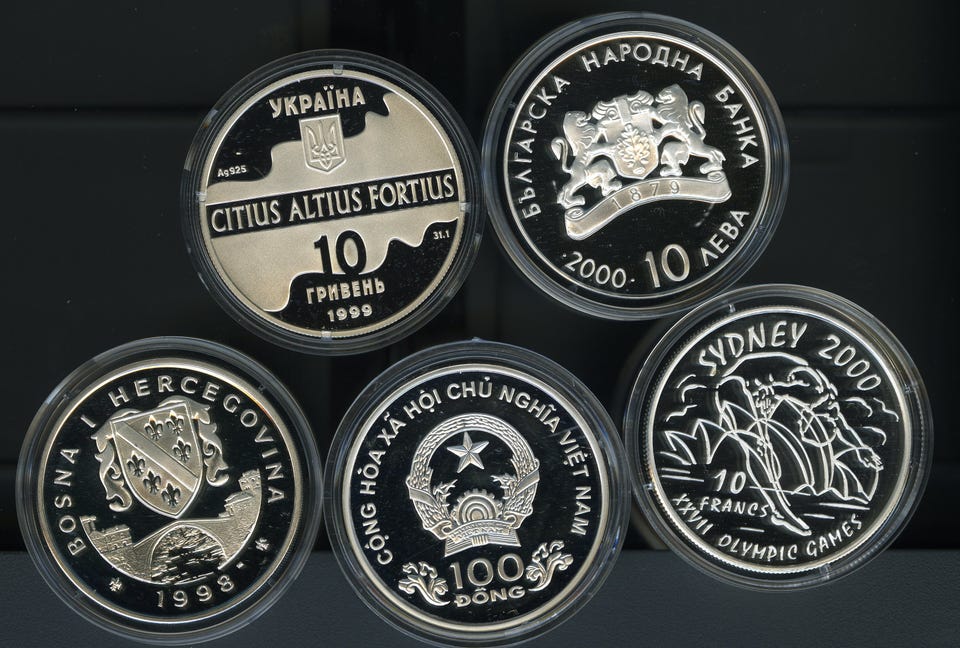 УКРАЇНА
Ag925
CITIUS ALTIUS FORTIUS
31.1
10
ГРИВЕНЬ
1999
БЪЛГАРСКА НАРОДНА БАНКА
1879
2000 · 10 ЛЕВА
BOSNA I HERCEGOVINA
1998
CỘNG HÒA XÃ HỘI CHỦ NGHĨA VIỆT NAM
100
ĐỒNG
SYDNEY 2000
10
FRANCS
XXVII OLYMPIC GAMES